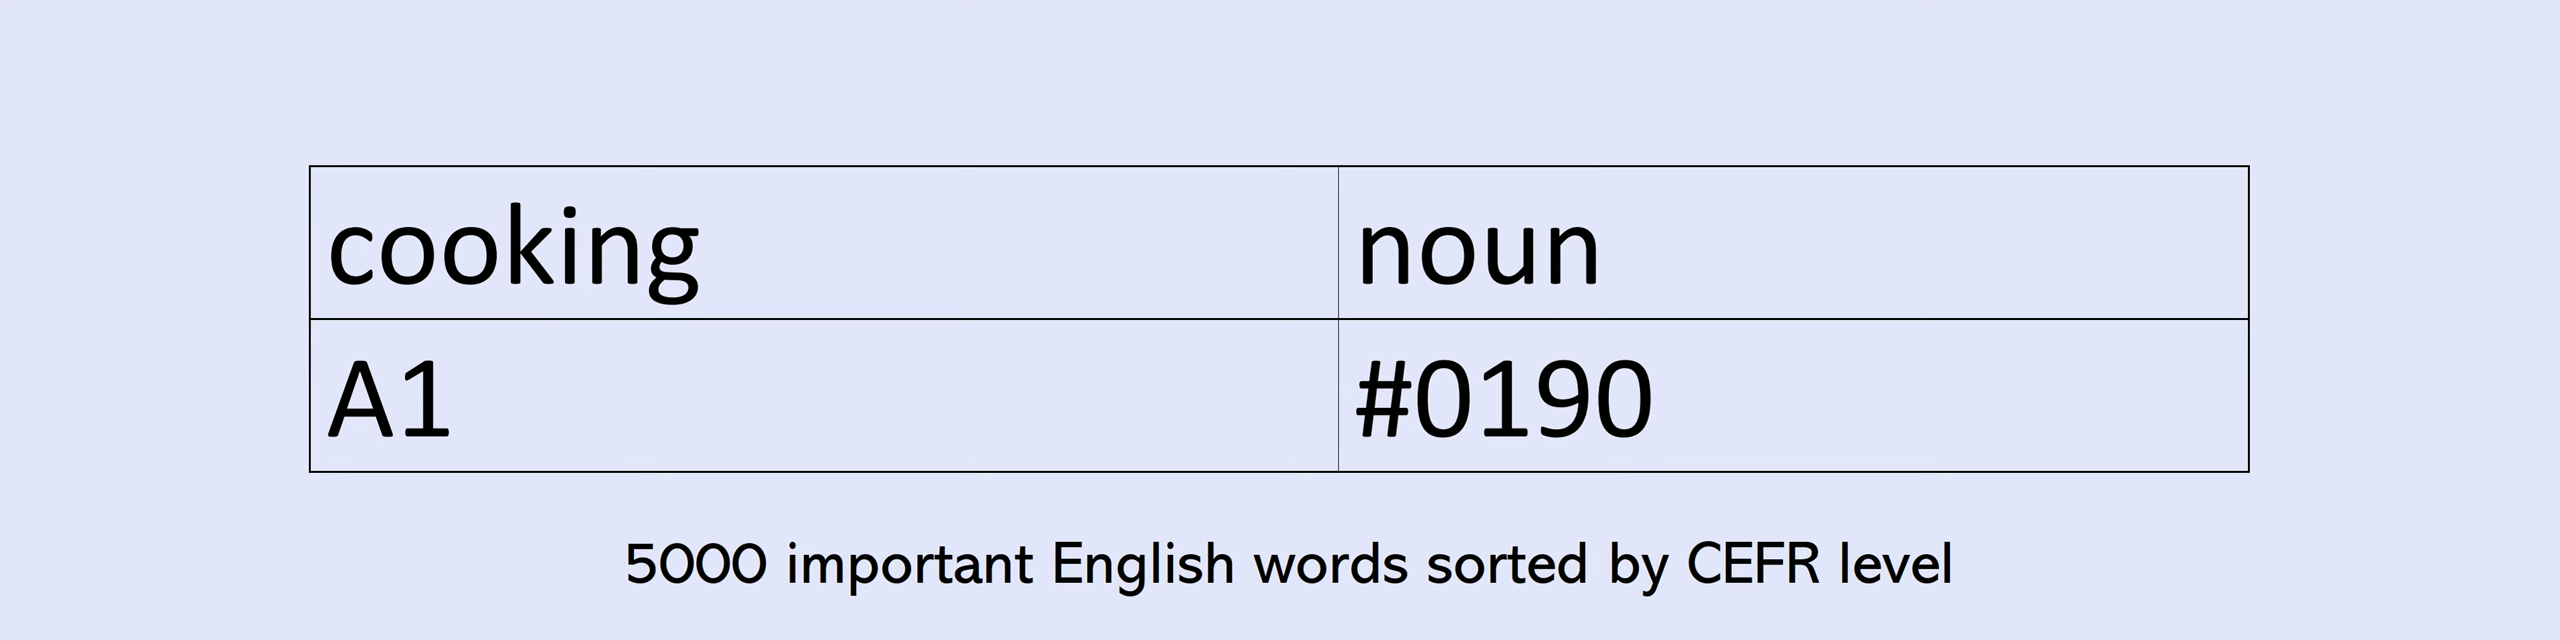 cooking noun
A1 #0190
5000 important English words sorted by CEFR level